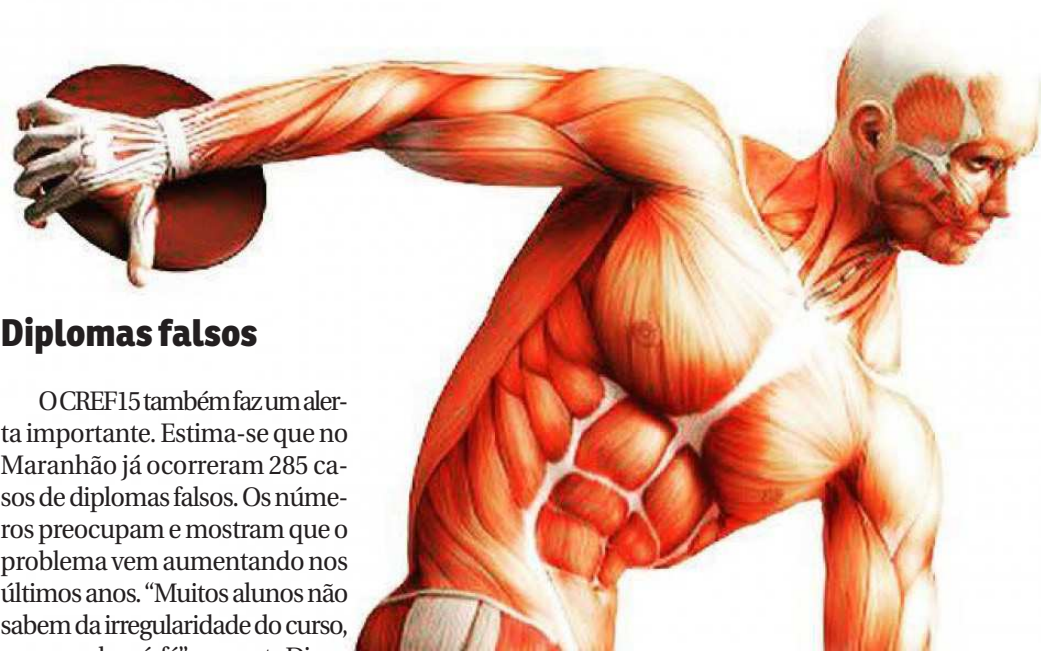 Diplomas falsos
O CREF15 também faz um aler-
ta importante. Estima-se que no
Maranhão já ocorreram 285 ca-
sos de diplomas falsos. Os núme-
ros preocupam e mostram que o
problema vem aumentando nos
últimos anos. “Muitos alunos não
sabem da irregularidade do curso,